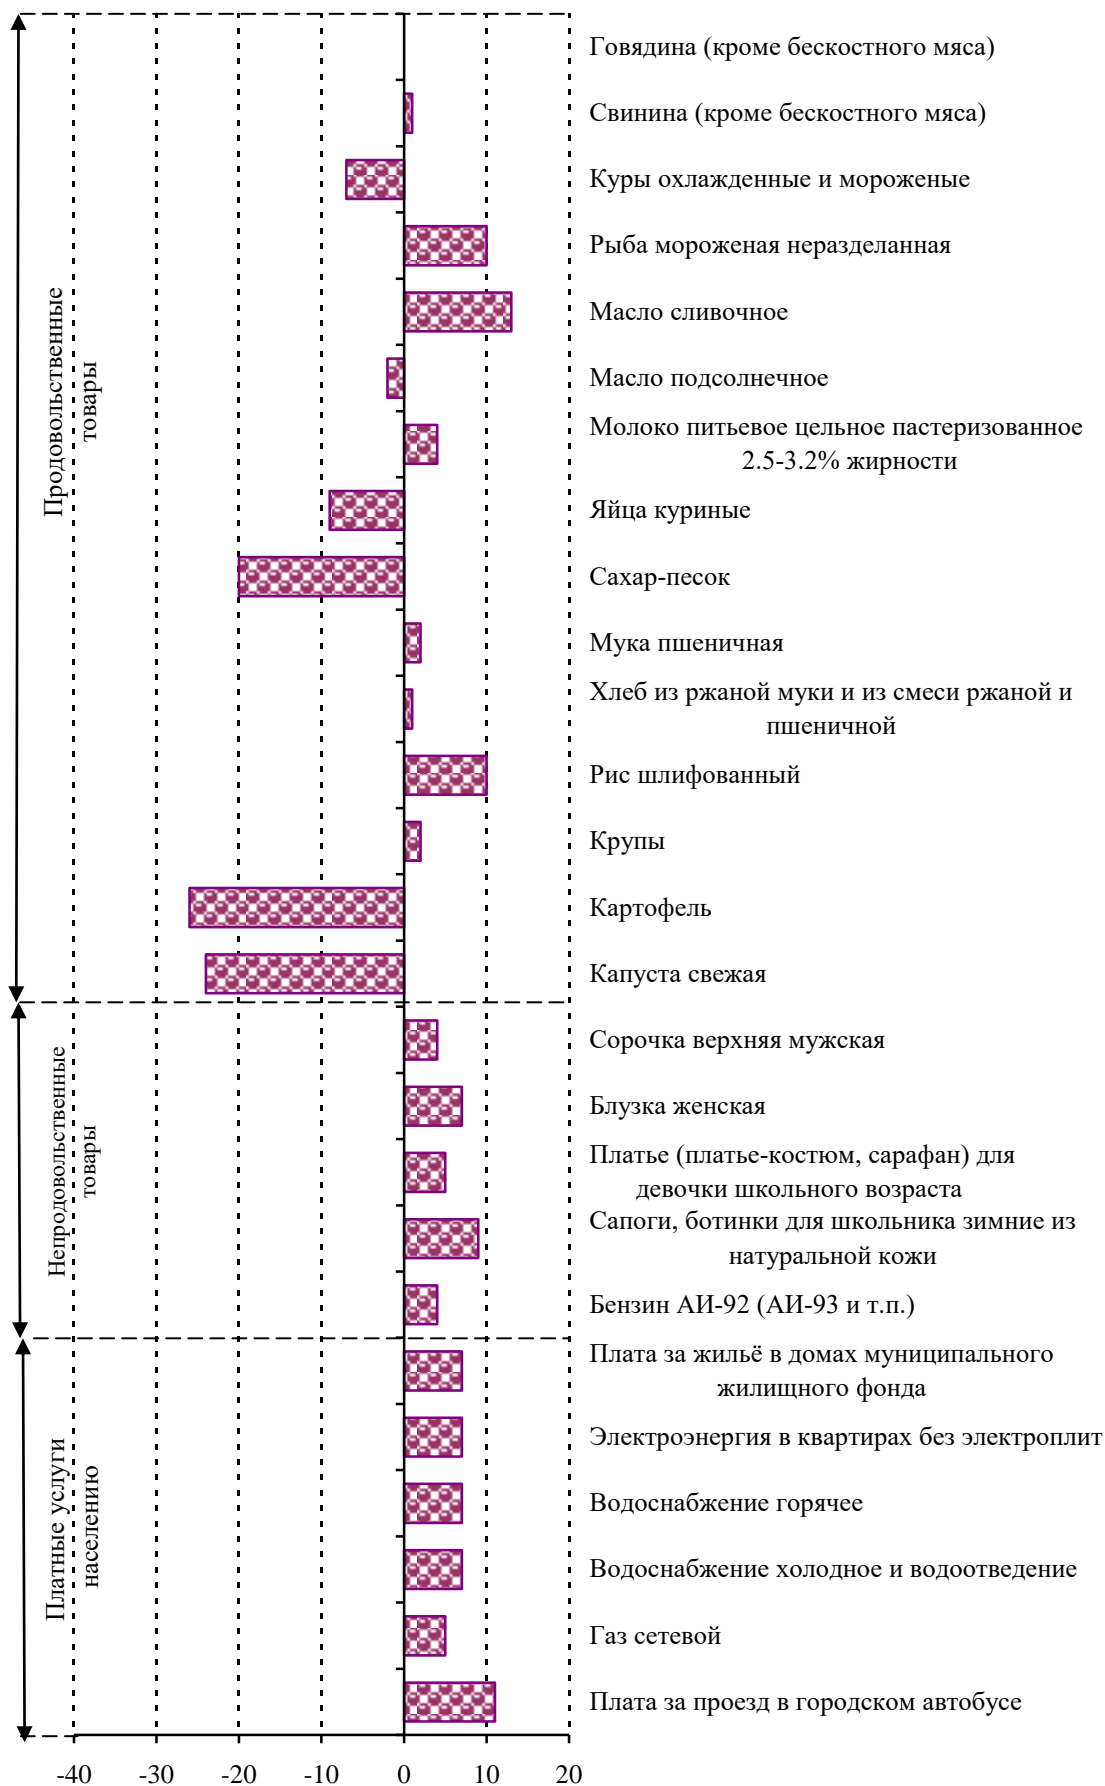 Говядина (кроме бескостного мяса)
Свинина (кроме бескостного мяса)
Куры охлажденные и мороженые
Рыба мороженая неразделанная
Масло сливочное
Масло подсолнечное
Молоко питьевое цельное пастеризованное
2.5-3.2% жирности
Яйца куриные
Сахар-песок
Мука пшеничная
Хлеб из ржаной муки и из смеси ржаной и
пшеничной
Рис шлифованный
Крупы
Картофель
Капуста свежая
Продовольственные
товары
Сорочка верхняя мужская
Блузка женская
Платье (платье-костюм, сарафан) для
девочки школьного возраста
Сапоги, ботинки для школьника зимние из
натуральной кожи
Бензин АИ-92 (АИ-93 и т.п.)
Непродовольственные
товары
Плата за жильё в домах муниципального
жилищного фонда
Электроэнергия в квартирах без электроплит
Водоснабжение горячее
Водоснабжение холодное и водоотведение
Газ сетевой
Плата за проезд в городском автобусе
Платные услуги
населению
-40 -30 -20 -10 0 10 20